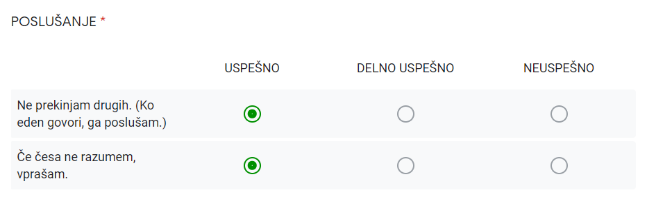 POSLUŠANJE *
USPEŠNO DELNO USPEŠNO NEUSPEŠNO
Ne prekinjam drugih. (Ko
eden govori, ga poslušam.)
Če česa ne razumem,
vprašam.